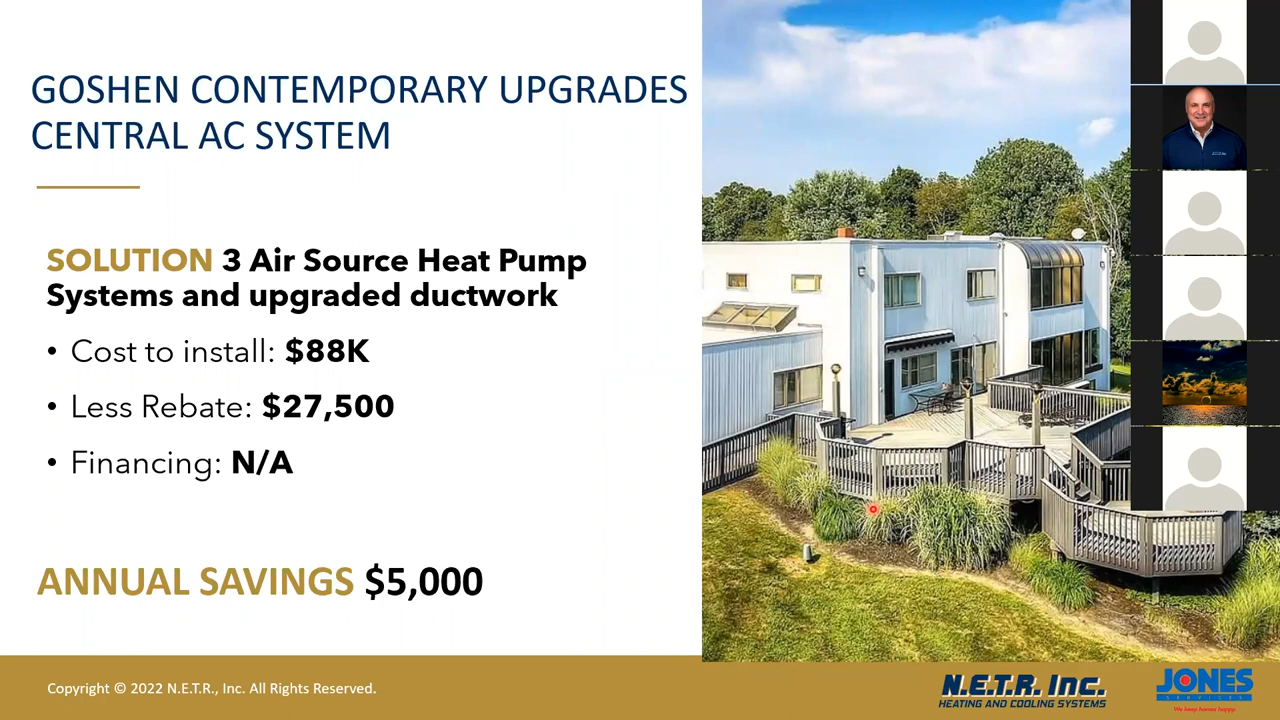 GOSHEN CONTEMPORARY UPGRADES
CENTRAL AC SYSTEM
SOLUTION 3 Air Source Heat Pump
Systems and upgraded ductwork
• Cost to install: $88K
• Less Rebate: $27,500
• Financing: N/A
ANNUAL SAVINGS $5,000
Copyright © 2022 N.E.T.R., Inc. All Rights Reserved.
N.E.T.R. Inc.
HEATING AND COOLING SYSTEMS
JONES
SERVICES
We keep homes happy.